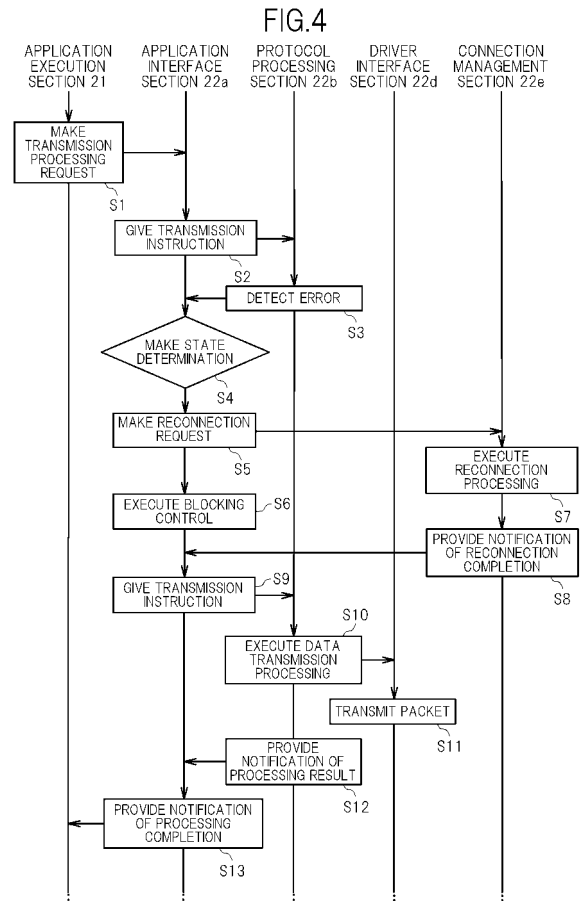 FIG.4
APPLICATION
EXECUTION
SECTION 21
APPLICATION
INTERFACE
SECTION 22a
PROTOCOL
PROCESSING
SECTION 22b
DRIVER
INTERFACE
SECTION 22d
CONNECTION
MANAGEMENT
SECTION 22e
MAKE
TRANSMISSION
PROCESSING
REQUEST
S1
GIVE TRANSMISSION
INSTRUCTION
S2
DETECT ERROR
S3
MAKE STATE
DETERMINATION
S4
MAKE RECONNECTION
REQUEST
S5
EXECUTE
RECONNECTION
PROCESSING
S7
EXECUTE BLOCKING
CONTROL
S6
PROVIDE NOTIFICATION
OF RECONNECTION
COMPLETION
S8
GIVE TRANSMISSION
INSTRUCTION
S9
EXECUTE DATA
TRANSMISSION
PROCESSING
S10
TRANSMIT PACKET
S11
PROVIDE
NOTIFICATION OF
PROCESSING RESULT
S12
PROVIDE NOTIFICATION
OF PROCESSING
COMPLETION
S13